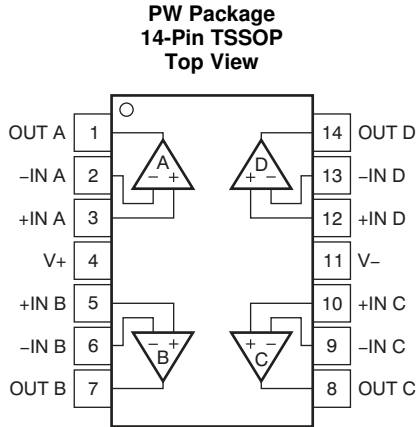 PW Package
14-Pin TSSOP
Top View
OUT A 1 14 OUT D
−IN A 2 A D 13 −IN D
− + + −
+IN A 3 12 +IN D
V+ 4 11 V−
+IN B 5 10 +IN C
− + + −
−IN B 6 B C 9 −IN C
OUT B 7 8 OUT C